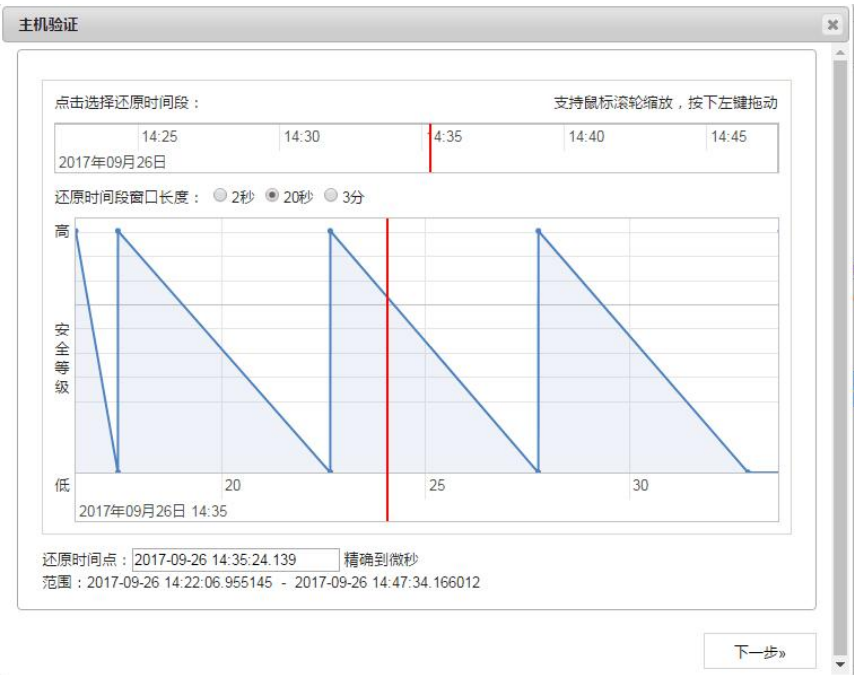 主机验证
点击选择还原时间段： 支持鼠标滚轮缩放，按下左键拖动
14:25 14:30 14:35 14:40 14:45
2017年09月26日
还原时间段窗口长度： 2秒 20秒 3分
高
安全等级
低 20 25 30
2017年09月26日 14:35
还原时间点： 2017-09-26 14:35:24.139 精确到微秒
范围：2017-09-26 14:22:06.955145 - 2017-09-26 14:47:34.166012
下一步»